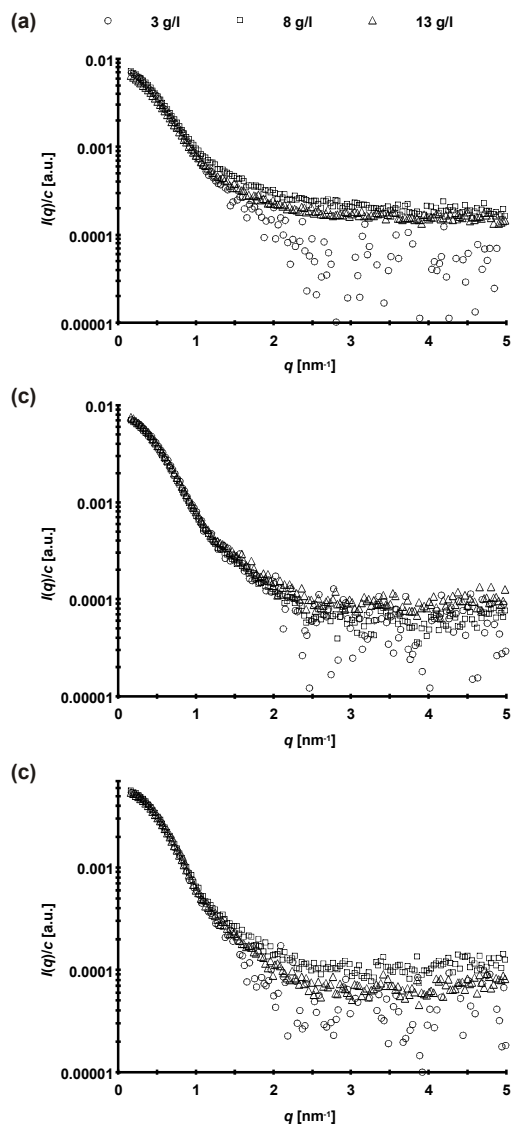 (a) 3 g/l 8 g/l 13 g/l
0.01
0.001
0.0001
0.00001
I(q)/c [a.u.]
0 1 2 3 4 5
q [nm-1]
(c)
0.01
0.001
0.0001
0.00001
I(q)/c [a.u.]
0 1 2 3 4 5
q [nm-1]
(c)
0.001
0.0001
0.00001
I(q)/c [a.u.]
0 1 2 3 4 5
q [nm-1]